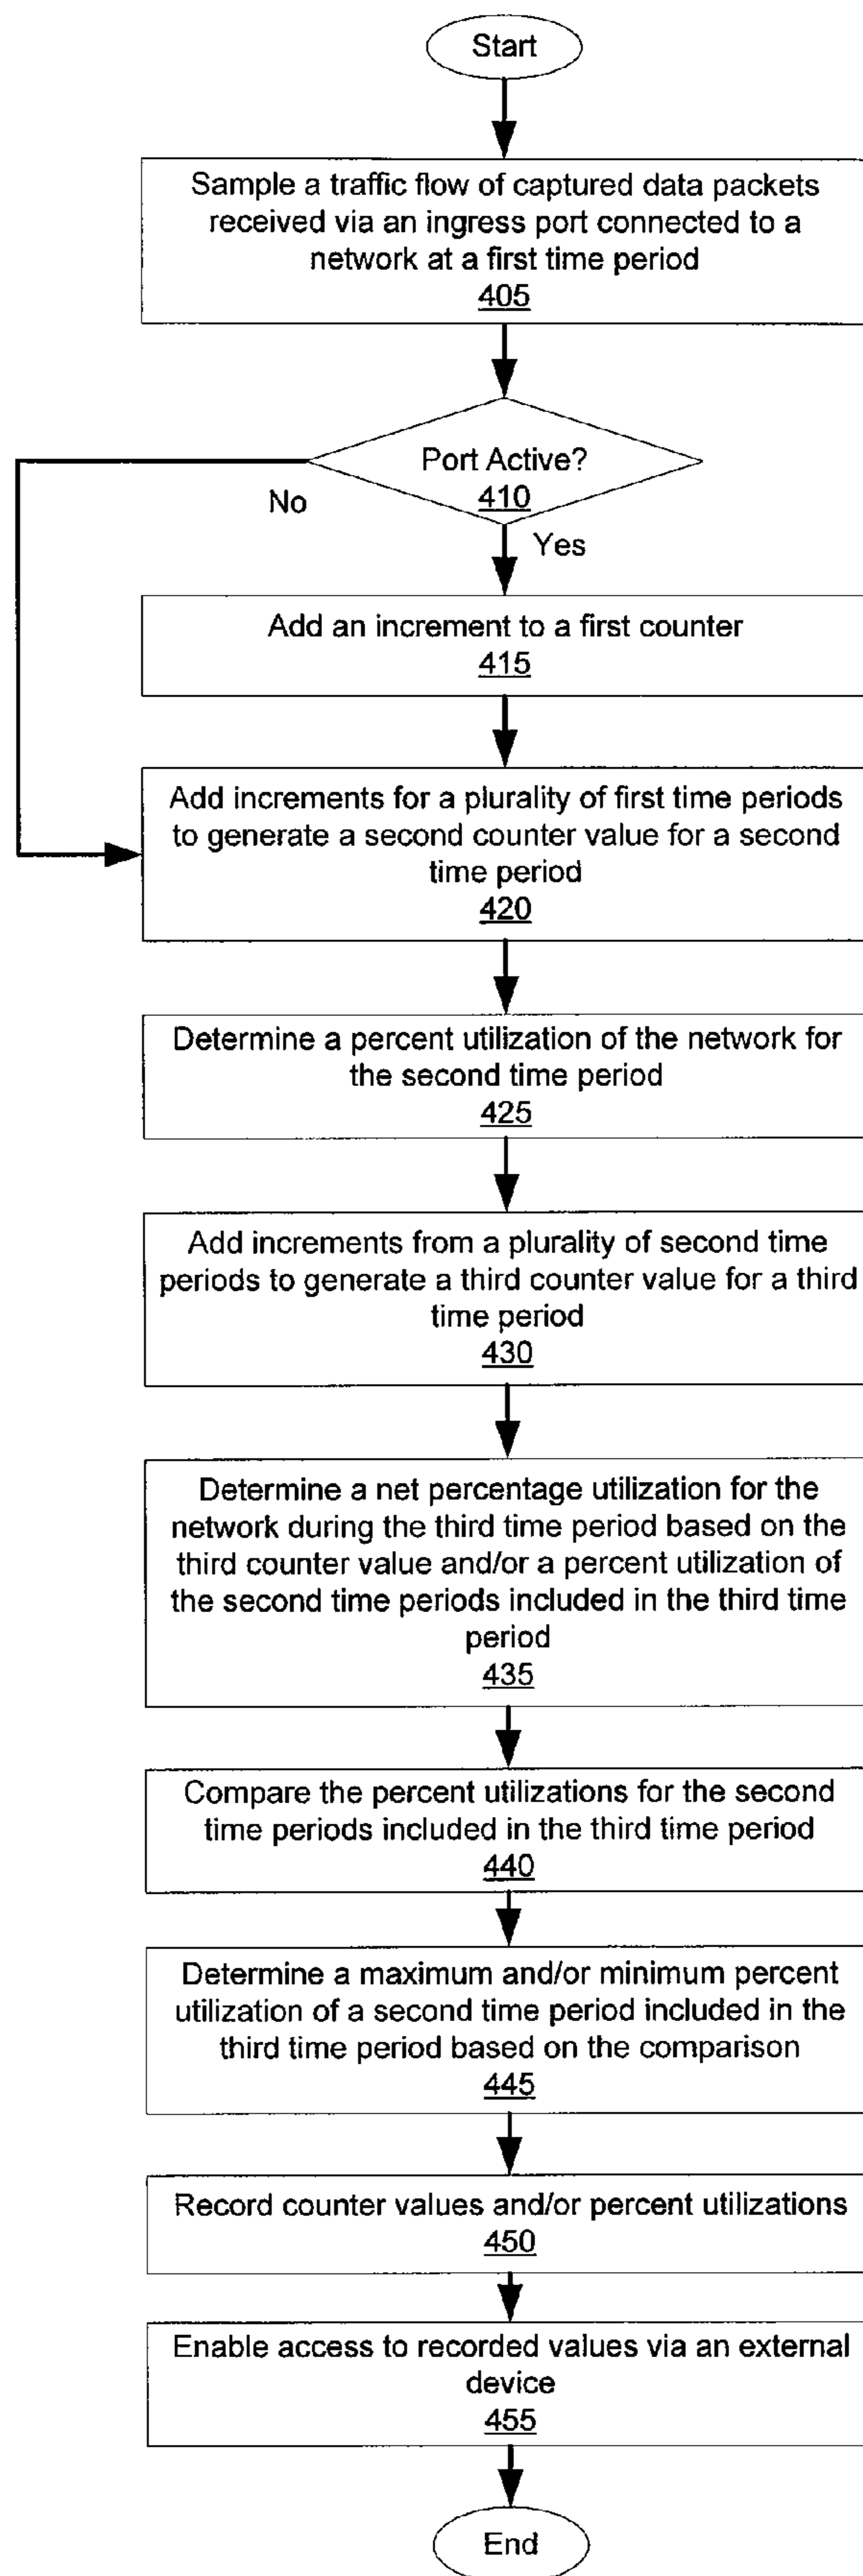 Start
Sample a traffic flow of captured data packets
received via an ingress port connected to a
network at a first time period
405
Port Active?
410
No
Yes
Add an increment to a first counter
415
Add increments for a plurality of first time periods
to generate a second counter value for a second
time period
420
Determine a percent utilization of the network for
the second time period
425
Add increments from a plurality of second time
periods to generate a third counter value for a third
time period
430
Determine a net percentage utilization for the
network during the third time period based on the
third counter value and/or a percent utilization of
the second time periods included in the third time
period
435
Compare the percent utilizations for the second
time periods included in the third time period
440
Determine a maximum and/or minimum percent
utilization of a second time period included in the
third time period based on the comparison
445
Record counter values and/or percent utilizations
450
Enable access to recorded values via an external
device
455
End